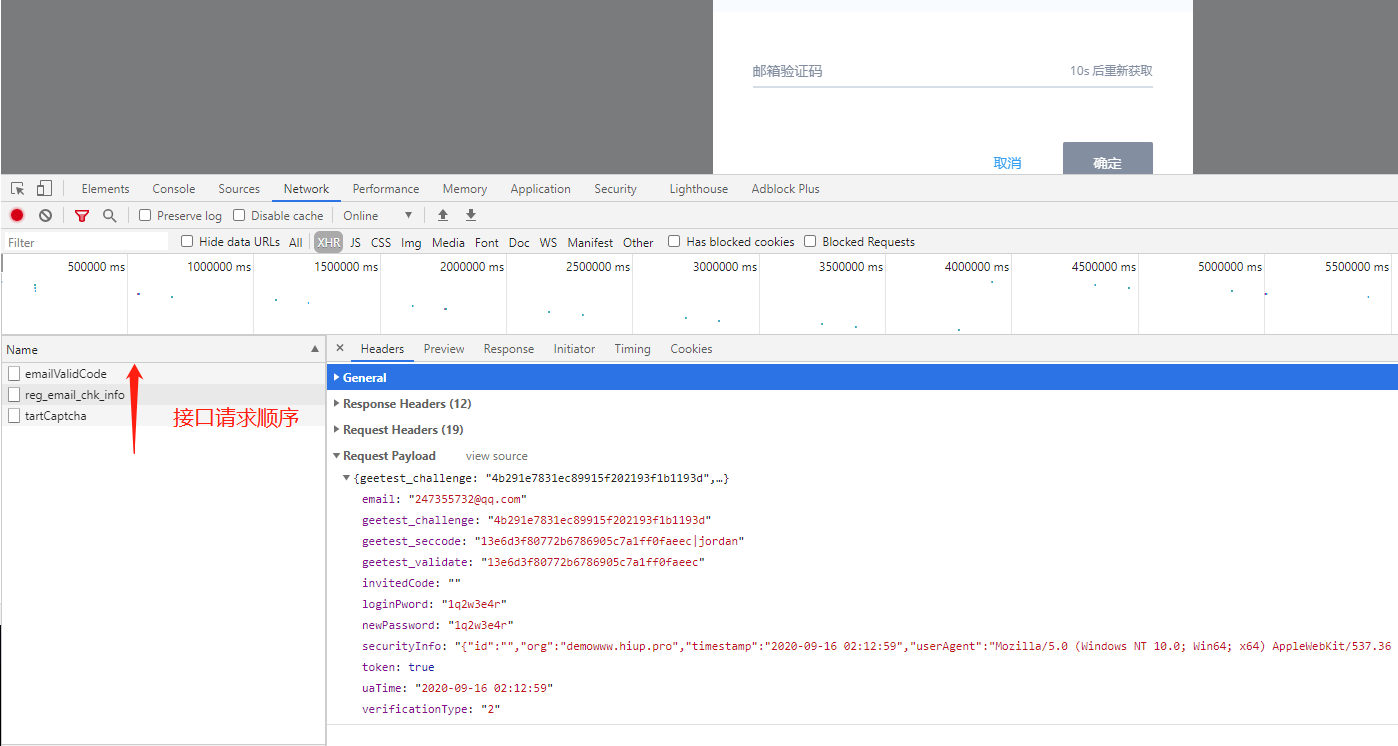 邮箱验证码 10s 后重新获取
取消 确定
Elements Console Sources Network Performance Memory Application Security Lighthouse Adblock Plus
Preserve log Disable cache Online
Filter Hide data URLs All XHR JS CSS Img Media Font Doc WS Manifest Other Has blocked cookies Blocked Requests
500000 ms 1000000 ms 1500000 ms 2000000 ms 2500000 ms 3000000 ms 3500000 ms 4000000 ms 4500000 ms 5000000 ms 5500000 ms
Name
emailValidCode
reg_email_chk_info
tartCaptcha
接口请求顺序
Headers Preview Response Initiator Timing Cookies
General
Response Headers (12)
Request Headers (19)
Request Payload view source
{geetest_challenge: "4b291e7831ec89915f202193f1b1193d",…}
email: "247355732@qq.com"
geetest_challenge: "4b291e7831ec89915f202193f1b1193d"
geetest_seccode: "13e6d3f80772b6786905c7a1ff0faeec|jordan"
geetest_validate: "13e6d3f80772b6786905c7a1ff0faeec"
invitedCode: ""
loginPword: "1q2w3e4r"
newPassword: "1q2w3e4r"
securityInfo: "{"id":"","org":"demowww.hiup.pro","timestamp":"2020-09-16 02:12:59","userAgent":"Mozilla/5.0 (Windows NT 10.0; Win64; x64) AppleWebKit/537.36
token: true
uaTime: "2020-09-16 02:12:59"
verificationType: "2"